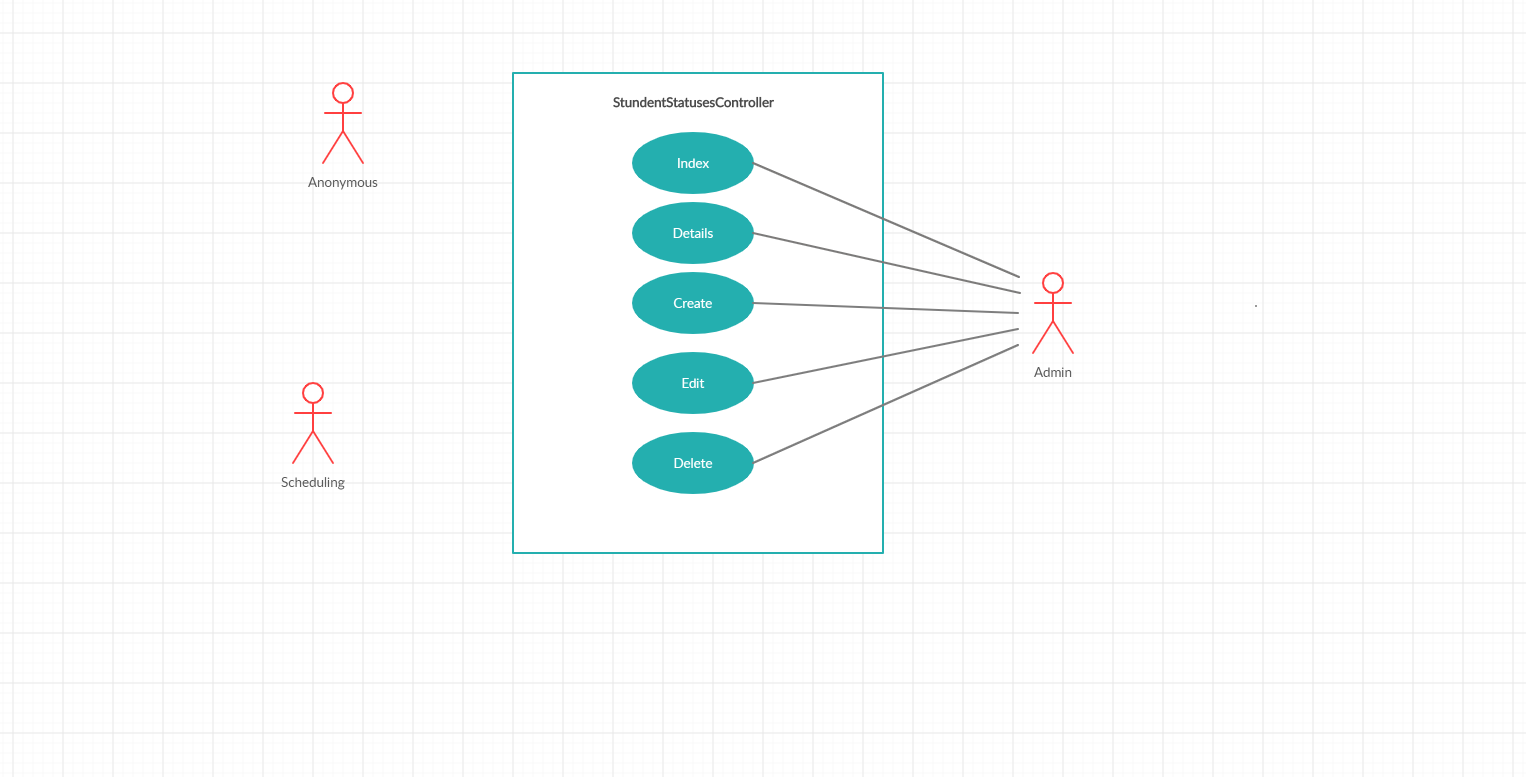 StundentStatusesController
Anonymous
Index
Details
Create
Edit
Delete
Admin
Scheduling